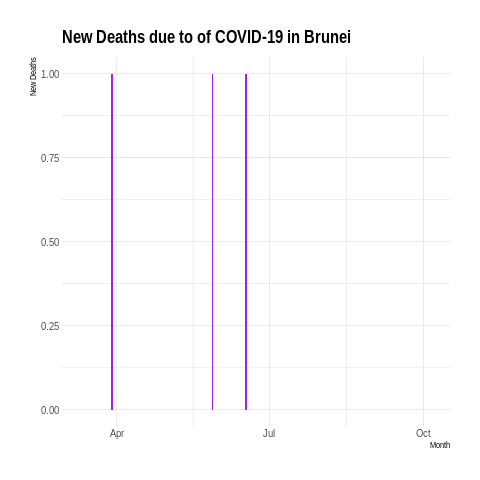 New Deaths due to of COVID-19 in Brunei
New Deaths
1.00
0.75
0.50
0.25
0.00
Apr
Jul
Oct
Month